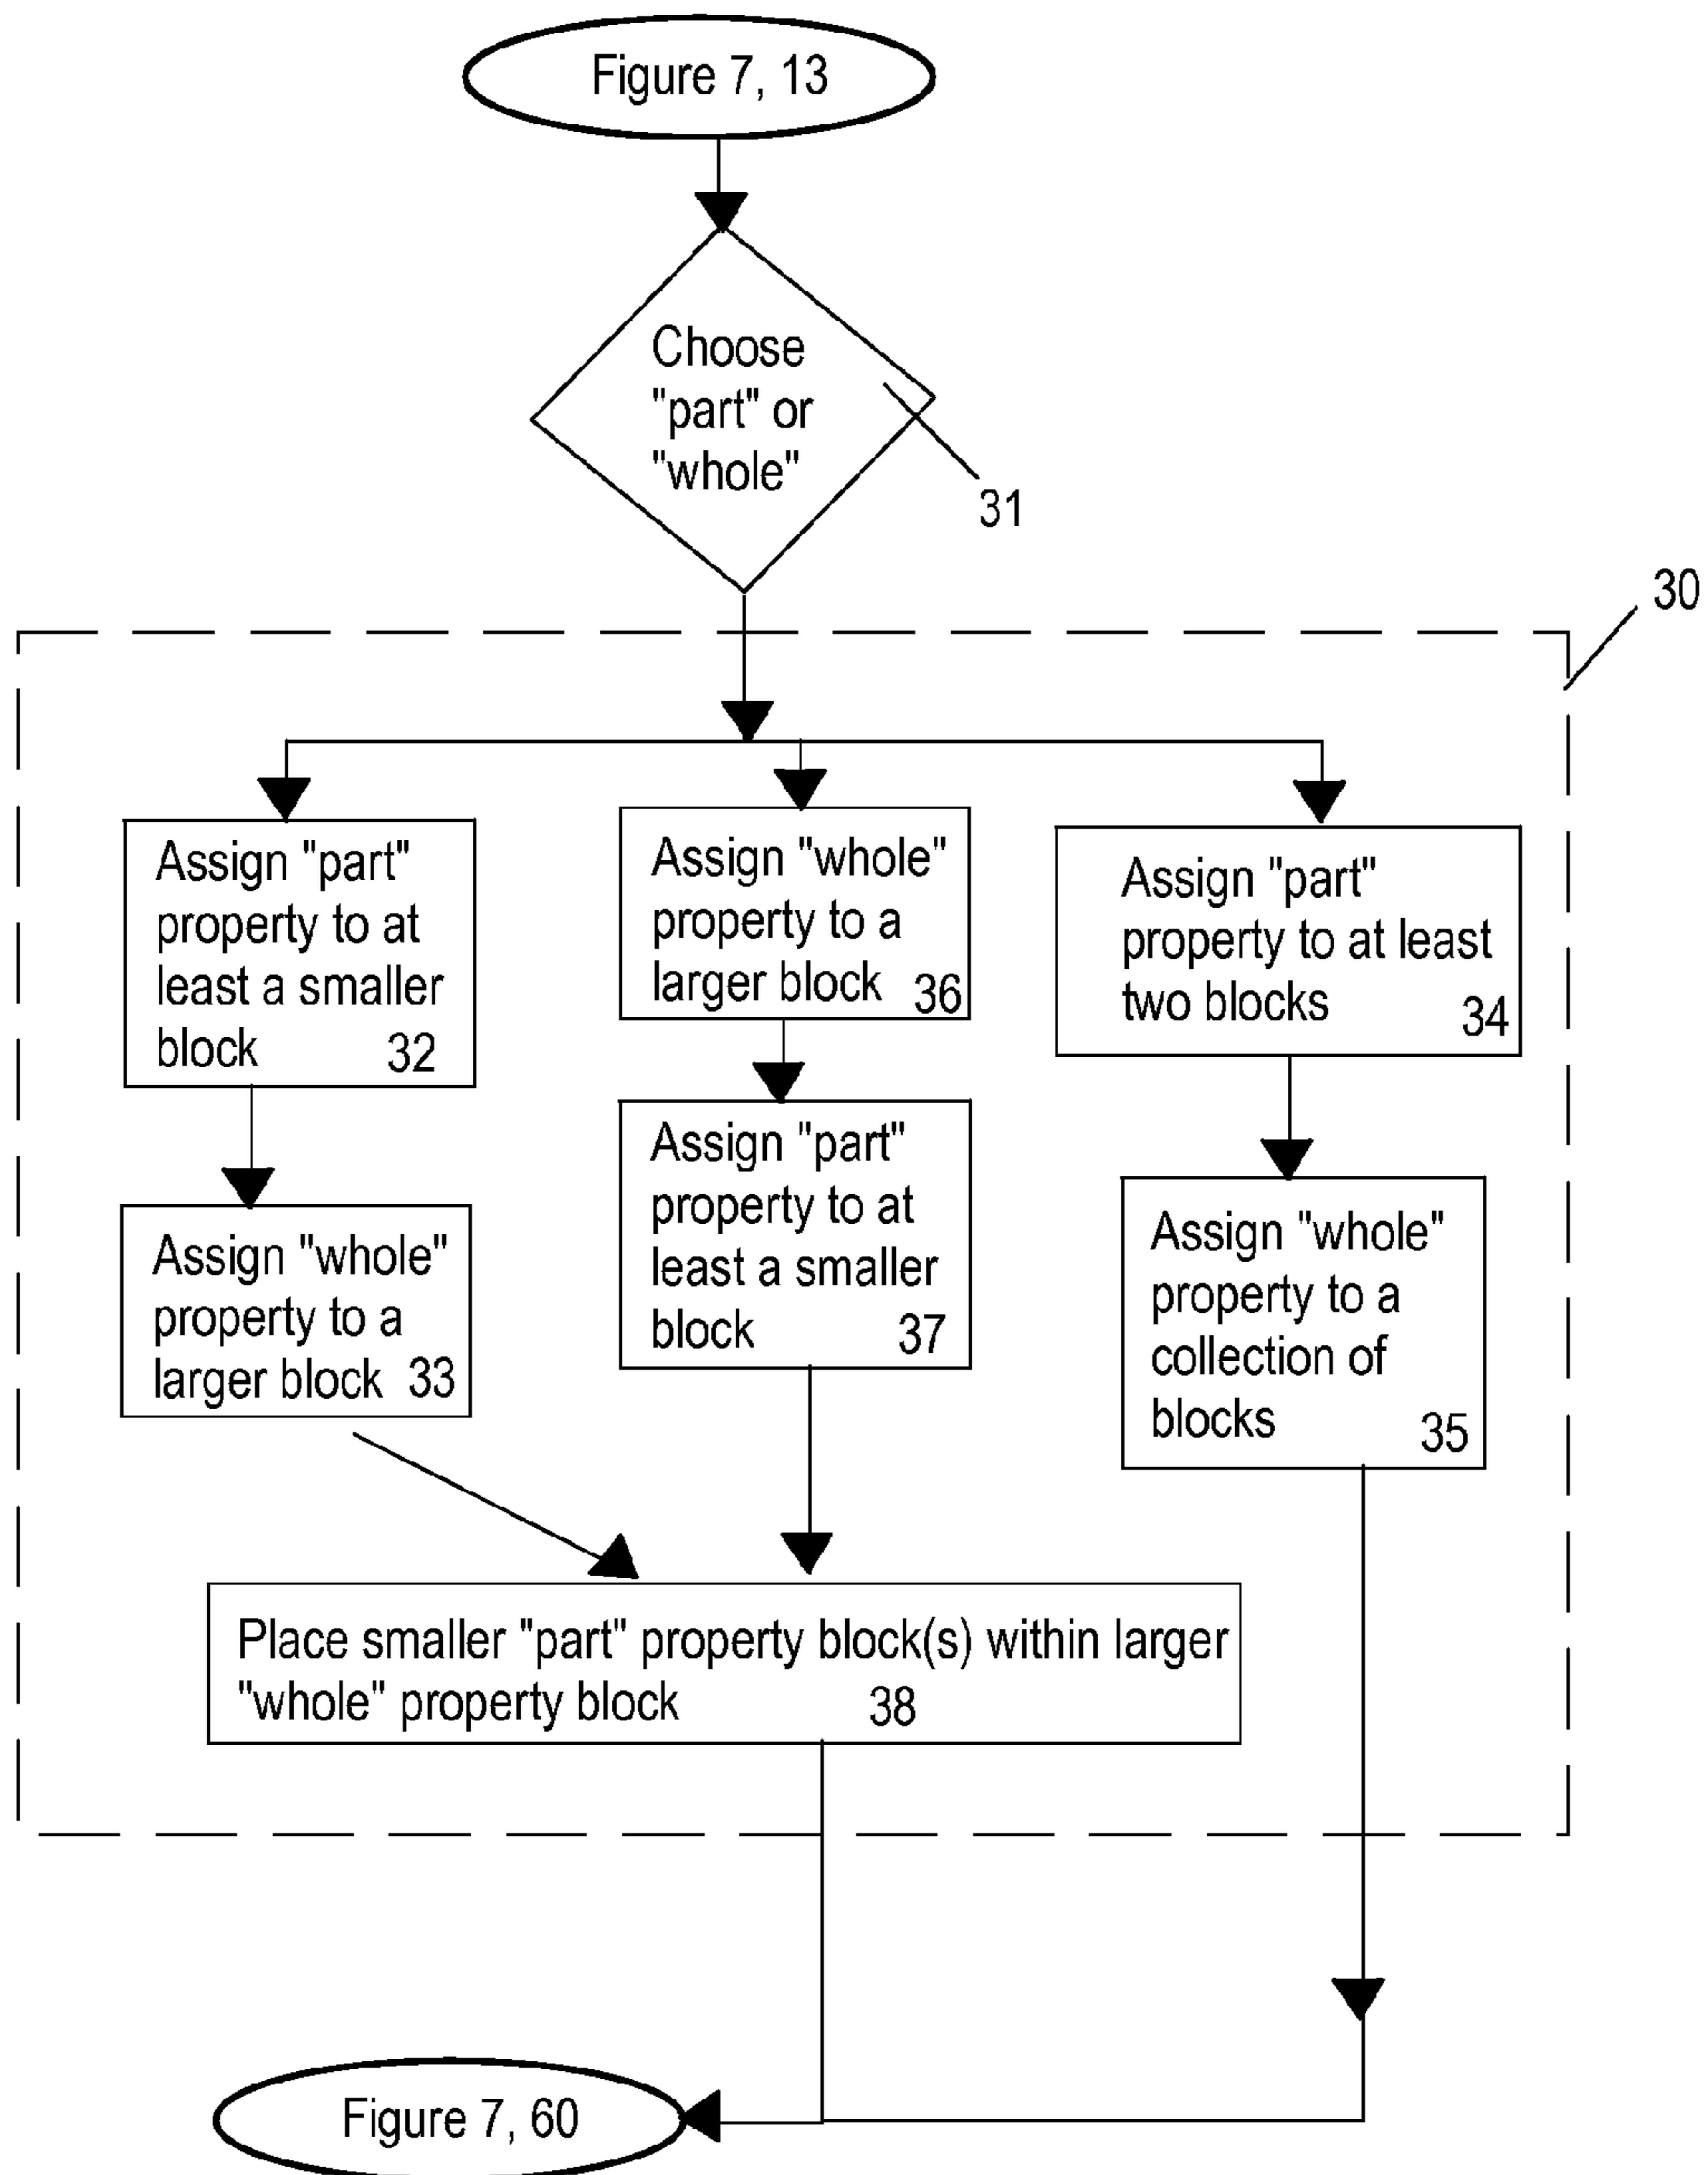 Figure 7, 13
Choose
"part" or
"whole"
31
30
Assign "part"
property to at
least a smaller
block 32
Assign "whole"
property to a
larger block 36
Assign "part"
property to at least
two blocks 34
Assign "whole"
property to a
larger block 33
Assign "part"
property to at
least a smaller
block 37
Assign "whole"
property to a
collection of
blocks 35
Place smaller "part" property block(s) within larger
"whole" property block 38
Figure 7, 60